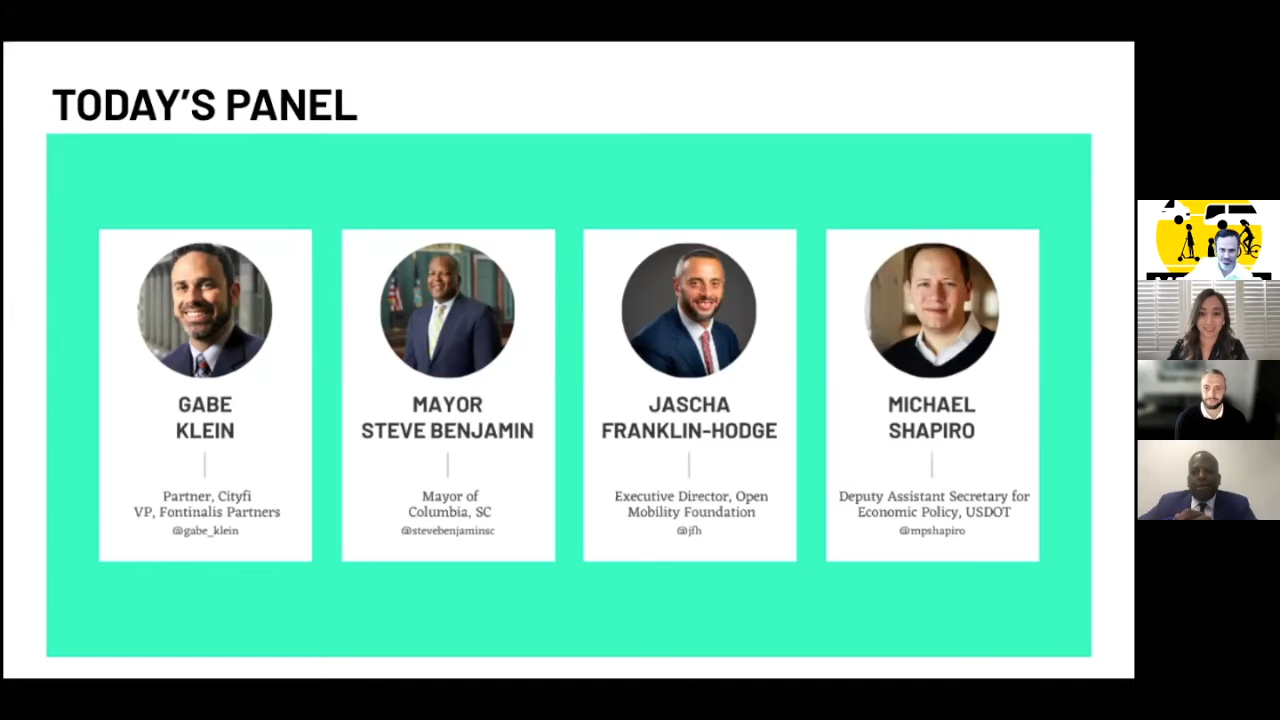 TODAY’S PANEL
GABE
KLEIN
Partner, Cityfi
VP, Fontinalis Partners
@gabe_klein
MAYOR
STEVE BENJAMIN
Mayor of
Columbia, SC
@stevebenjaminsc
JASCHA
FRANKLIN-HODGE
Executive Director, Open
Mobility Foundation
@jfh
MICHAEL
SHAPIRO
Deputy Assistant Secretary for
Economic Policy, USDOT
@mpshapiro